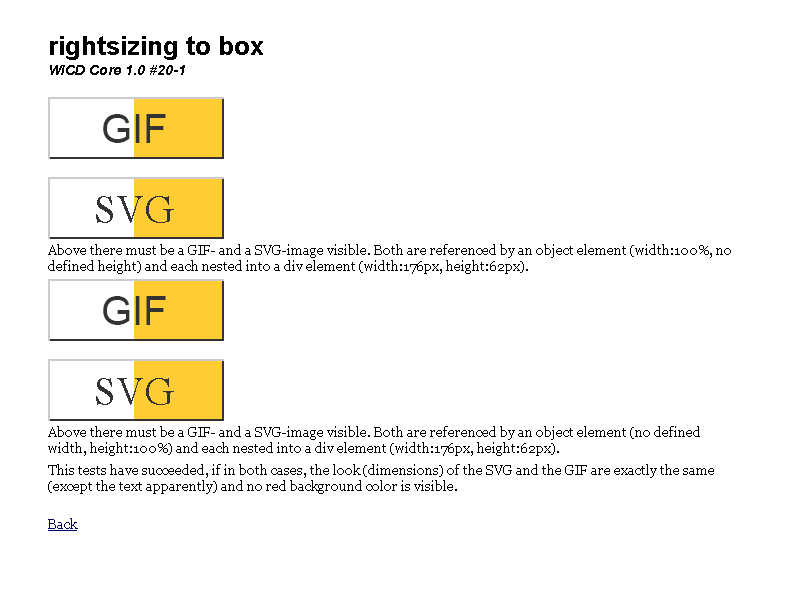 rightsizing to box
WICD Core 1.0 #20-1
GIF
SVG
Above there must be a GIF- and a SVG-image visible. Both are referenced by an object element (width:100%, no
defined height) and each nested into a div element (width:176px, height:62px).
GIF
SVG
Above there must be a GIF- and a SVG-image visible. Both are referenced by an object element (no defined
width, height:100%) and each nested into a div element (width:176px, height:62px).
This tests have succeeded, if in both cases, the look (dimensions) of the SVG and the GIF are exactly the same
(except the text apparently) and no red background color is visible.
Back